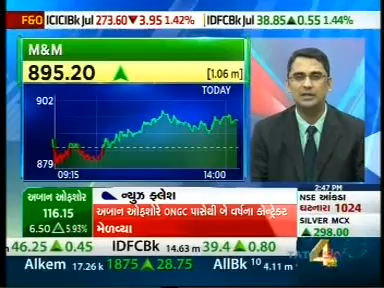 F&O ICICIBk Jul 273.60 ▼ 3.95 1.42% IDFCBk Jul 38.85 ▲ 0.55 1.44%
M&M
895.20 ▲ [1.06 m]
TODAY
902
879
09:15 14:00
અબાન ઓફશોર
116.15
6.50 △ 5.93%
ન્યુઝ ફ્લેશ
અબાન ઓફશોરે ONGC પાસેથી બે વર્ષના કોન્ટ્રેક્ટ
મેળવ્યા
2:47 PM
NSE આંકડા
ઘટનારા 1024
SILVER MCX
▲ 298.00
46.25 ▲ 0.45 IDFCBk 14.63 m 39.4 ▲ 0.80
Alkem 17.26 k 1875 ▲ 28.75 AllBk 10 4.11 m